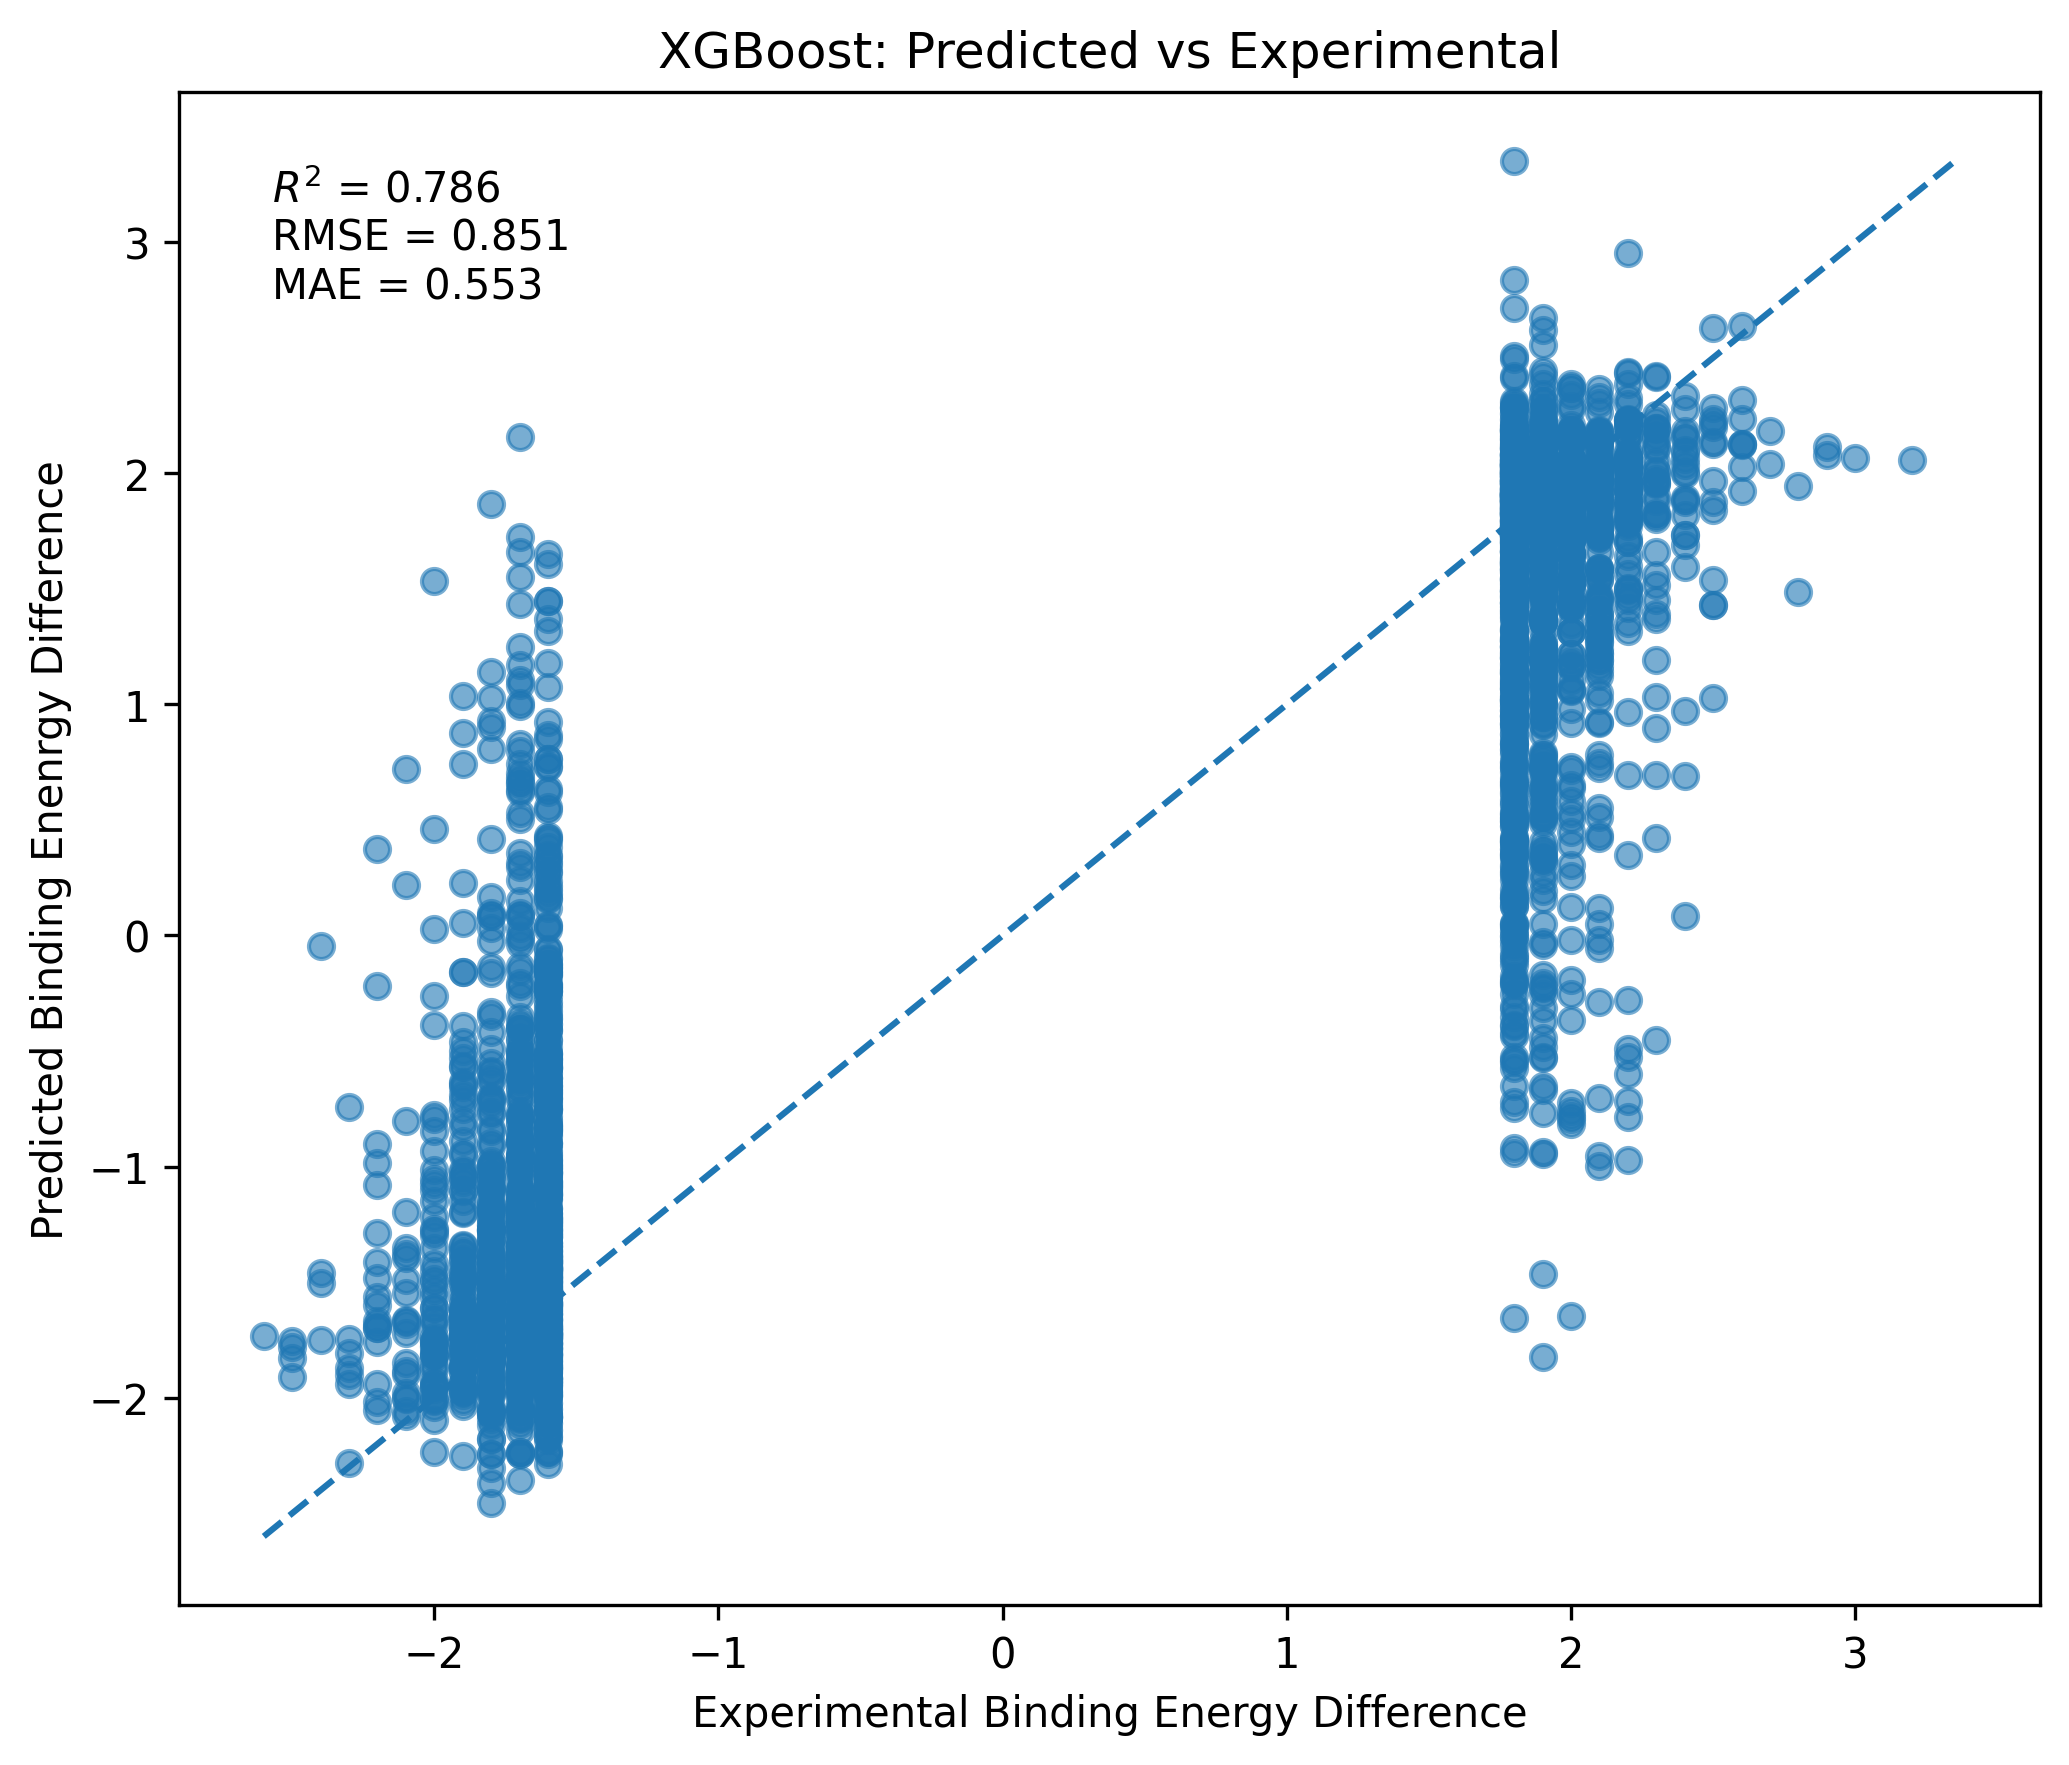 XGBoost: Predicted vs Experimental
R² = 0.786
RMSE = 0.851
MAE = 0.553
Predicted Binding Enenrgy Difference
3
2
1
0
−1
−2
−2
−1
0
1
2
3
Experimental Binding Energy Difference